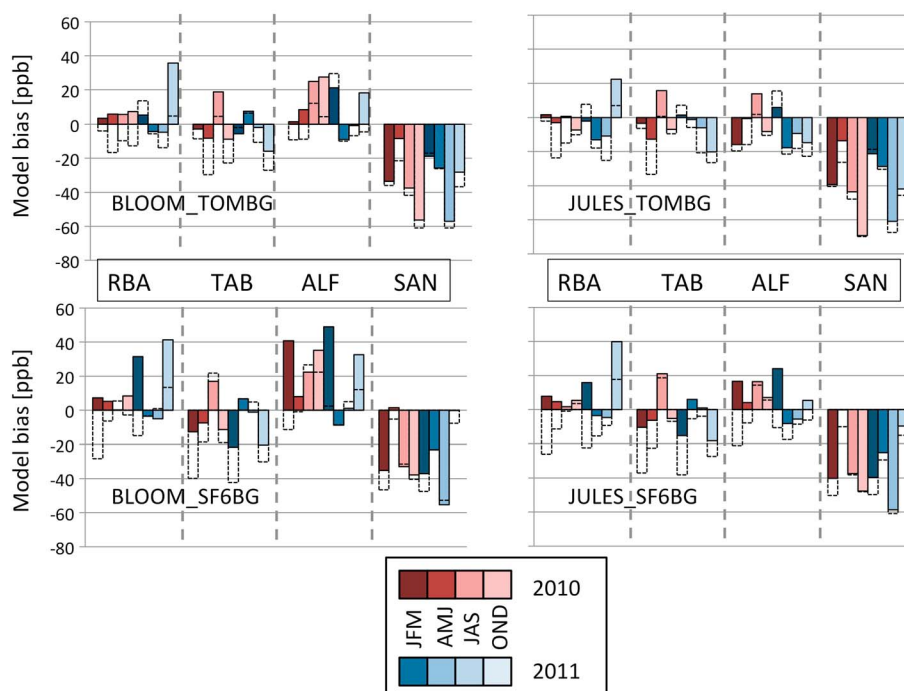 60
40
20
0
-20
-40
-60
-80
Model bias [ppb]
BLOOM_TOMBG
JULES_TOMBG
RBA TAB ALF SAN
RBA TAB ALF SAN
60
40
20
0
-20
-40
-60
-80
Model bias [ppb]
BLOOM_SF6BG
JULES_SF6BG
2010
JFM
AMJ
JAS
OND
2011